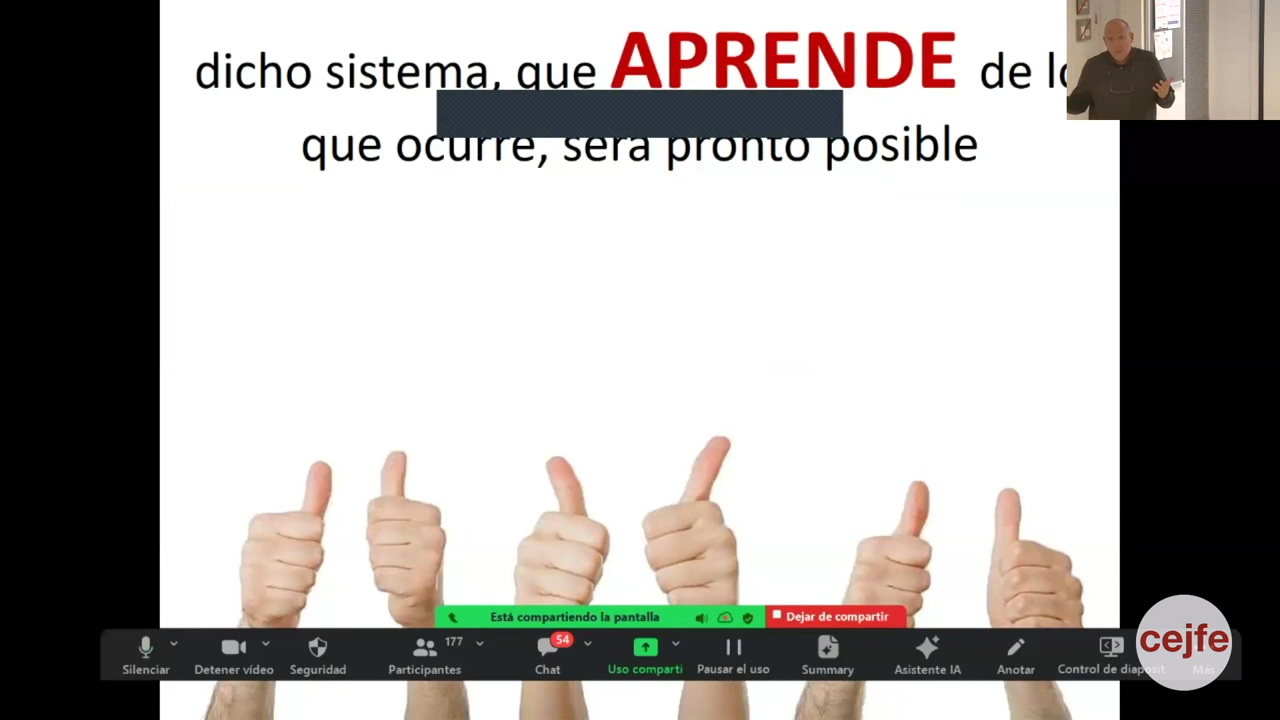 dicho sistema, que APRENDE de lo
que ocurre, será pronto posible
Está compartiendo la pantalla
Dejar de compartir
Silenciar
Detener vídeo
Seguridad
177
Participantes
54
Chat
Uso comparti
Pausar el uso
Summary
Asistente IA
Anotar
Control de diaposit
Más
cejfe